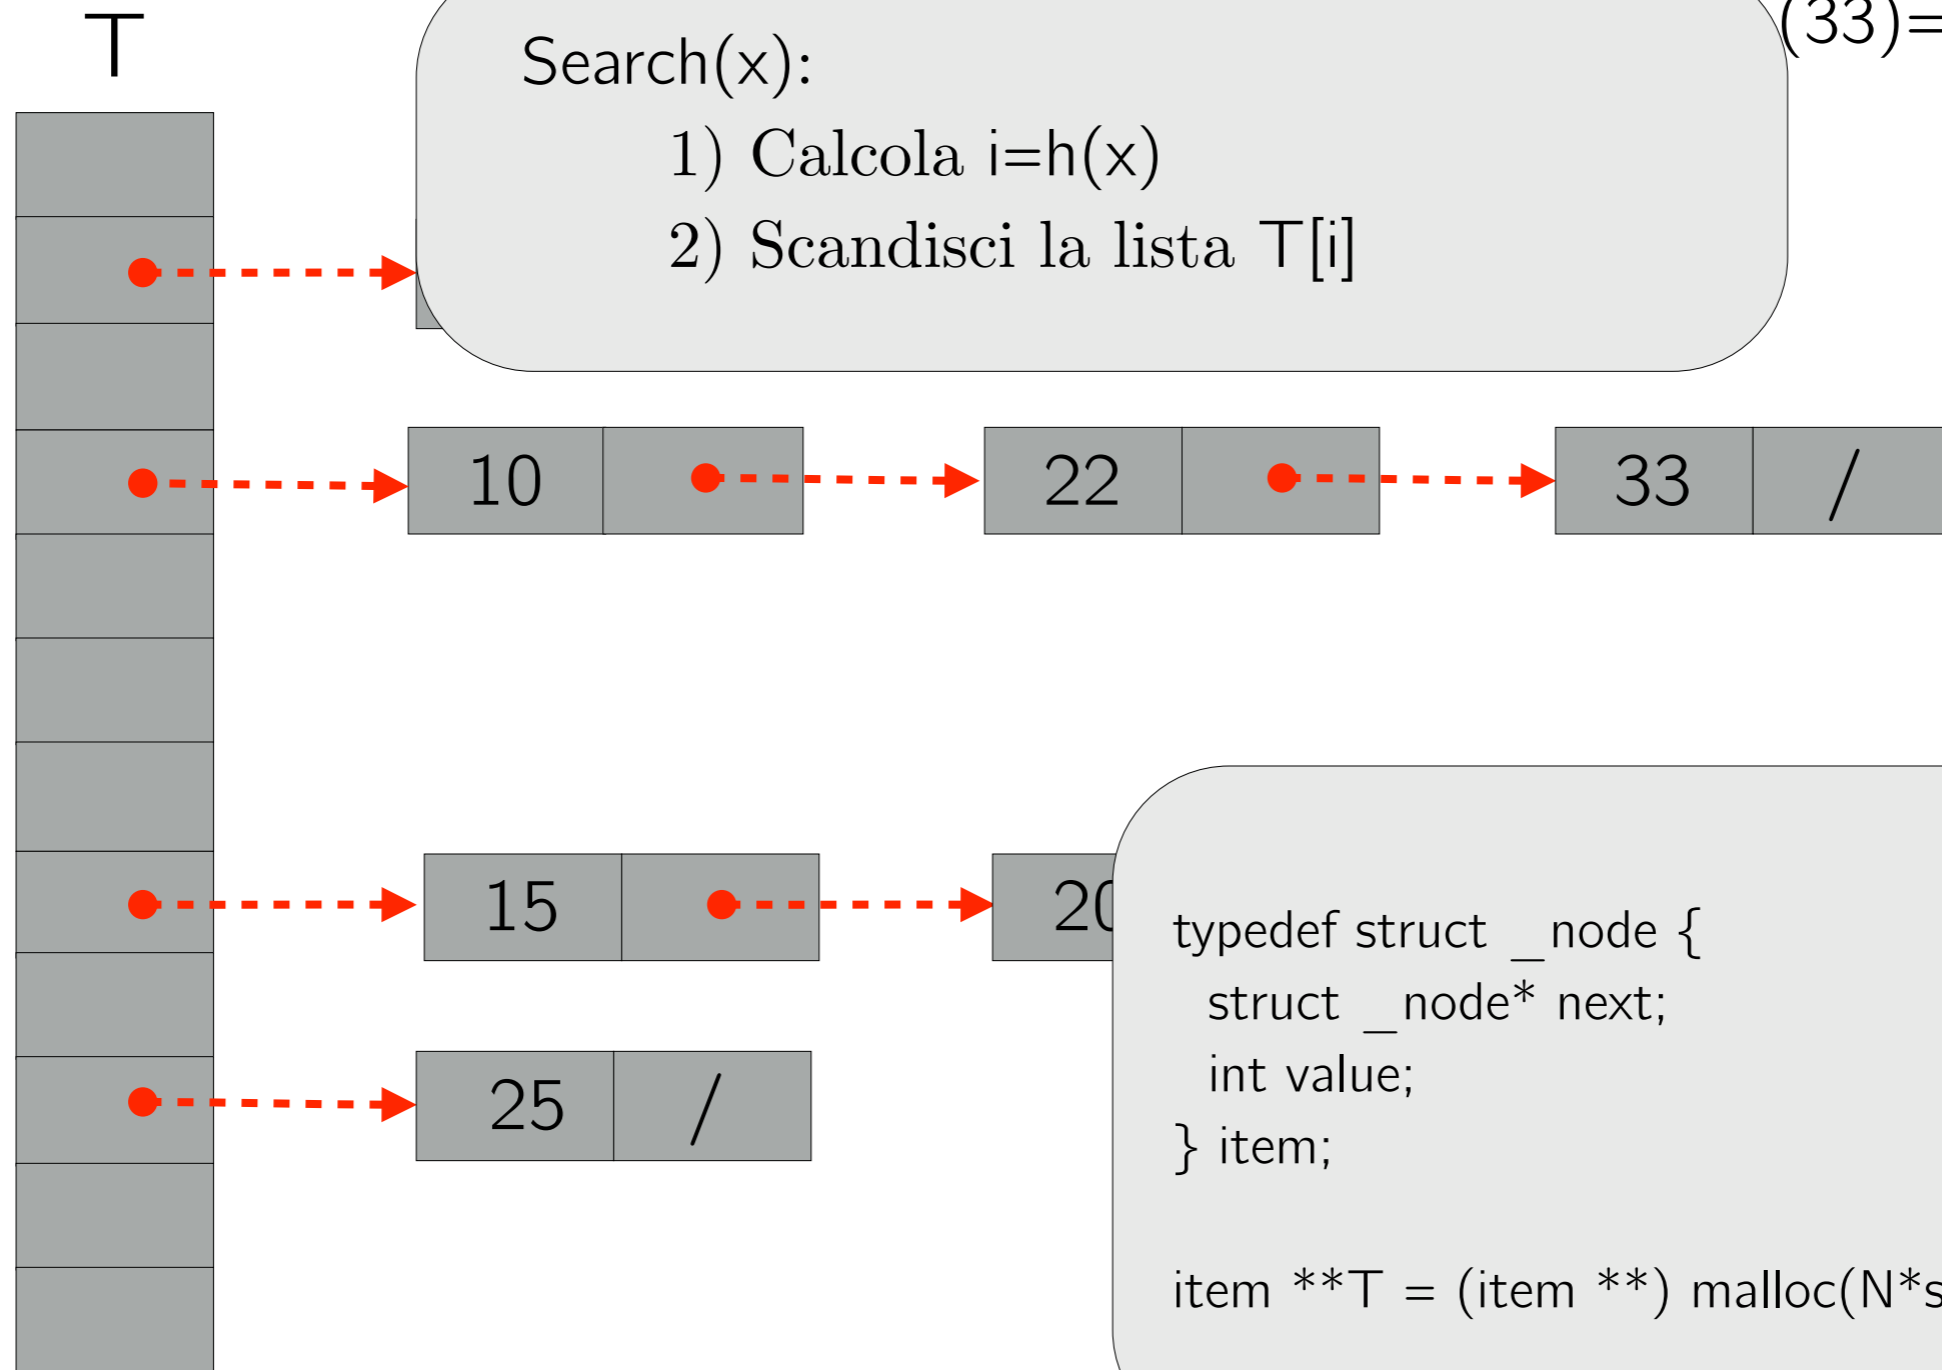 T
(33)=
Search(x):
1) Calcola i=h(x)
2) Scandisci la lista T[i]
10 22 33 /
15 20
typedef struct _node {
struct _node* next;
int value;
} item;
25 /
item **T = (item **) malloc(N*s